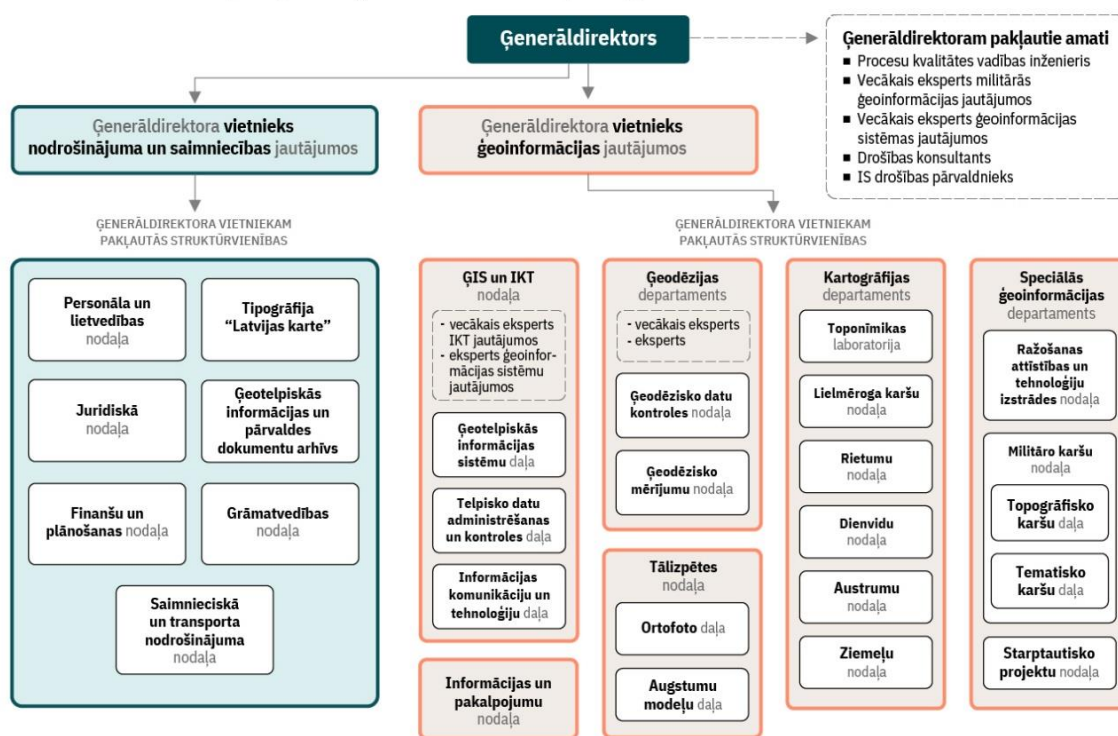 Ģenerāldirektors
Ģenerāldirektoram pakļautie amati
▪ Procesu kvalitātes vadības inženieris
▪ Vecākais eksperts militārās
ģeoinformācijas jautājumos
▪ Vecākais eksperts ģeoinformācijas
sistēmas jautājumos
▪ Drošības konsultants
▪ IS drošības pārvaldnieks
Ģenerāldirektora vietnieks
nodrošinājuma un saimniecības jautājumos
Ģenerāldirektora vietnieks
ģeoinformācijas jautājumos
ĢENERĀLDIREKTORA VIETNIEKAM
PAKĻAUTĀS STRUKTŪRVIENĪBAS
Personāla un
lietvedības
nodaļa
Tipogrāfija
“Latvijas karte”
Juridiskā
nodaļa
Ģeotelpiskās
informācijas un
pārvaldes
dokumentu arhīvs
Finanšu un
plānošanas nodaļa
Grāmatvedības
nodaļa
Saimnieciskā
un transporta
nodrošinājuma
nodaļa
ĢENERĀLDIREKTORA VIETNIEKAM
PAKĻAUTĀS STRUKTŪRVIENĪBAS
ĢIS un IKT
nodaļa
- vecākais eksperts
IKT jautājumos
- eksperts ģeoinfor-
mācijas sistēmu
jautājumos
Ģeotelpiskās
informācijas
sistēmu daļa
Telpisko datu
administrēšanas
un kontroles daļa
Informācijas
komunikāciju un
tehnoloģiju daļa
Informācijas un
pakalpojumu
nodaļa
Ģeodēzijas
departaments
- vecākais eksperts
- eksperts
Ģeodēzisko datu
kontroles nodaļa
Ģeodēzisko
mērījumu nodaļa
Tālizpētes
nodaļa
Ortofoto daļa
Augstumu
modeļu daļa
Kartogrāfijas
departaments
Toponīmikas
laboratorija
Lielmēroga karšu
nodaļa
Rietumu
nodaļa
Dienvidu
nodaļa
Austrumu
nodaļa
Ziemeļu
nodaļa
Speciālās
ģeoinformācijas
departaments
Ražošanas
attīstības un
tehnoloģiju
izstrādes nodaļa
Militāro karšu
nodaļa
Topogrāfisko
karšu daļa
Tematisko
karšu daļa
Starptautisko
projektu nodaļa